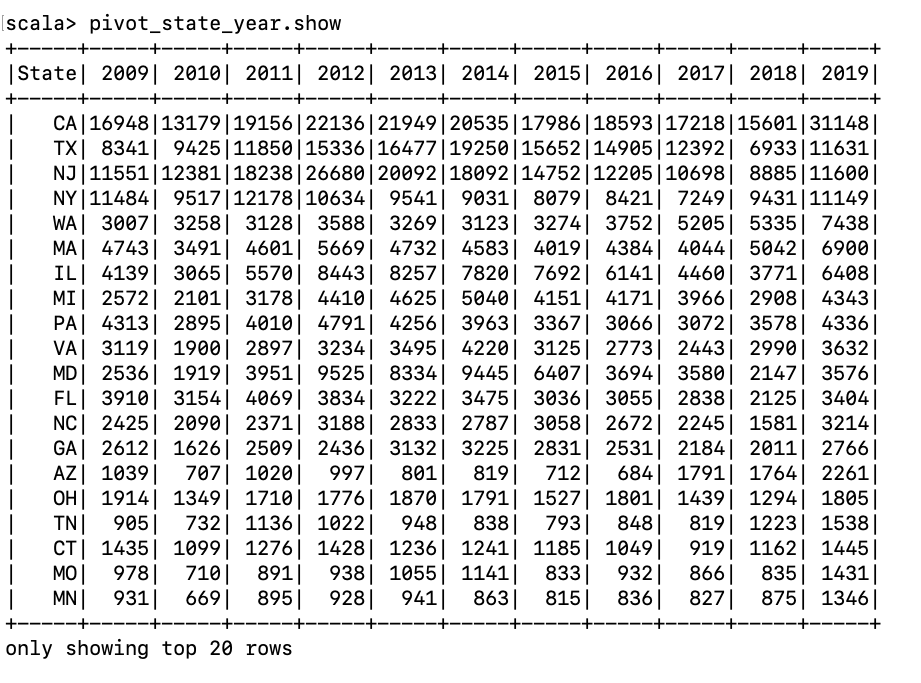 scala> pivot_state_year.show
+-----+-----+-----+-----+-----+-----+-----+-----+-----+-----+-----+-----+
|State| 2009| 2010| 2011| 2012| 2013| 2014| 2015| 2016| 2017| 2018| 2019|
+-----+-----+-----+-----+-----+-----+-----+-----+-----+-----+-----+-----+
|   CA|16948|13179|19156|22136|21949|20535|17986|18593|17218|15601|31148|
|   TX| 8341| 9425|11850|15336|16477|19250|15652|14905|12392| 6933|11631|
|   NJ|11551|12381|18238|26680|20092|18092|14752|12205|10698| 8885|11600|
|   NY|11484| 9517|12178|10634| 9541| 9031| 8079| 8421| 7249| 9431|11149|
|   WA| 3007| 3258| 3128| 3588| 3269| 3123| 3274| 3752| 5205| 5335| 7438|
|   MA| 4743| 3491| 4601| 5669| 4732| 4583| 4019| 4384| 4044| 5042| 6900|
|   IL| 4139| 3065| 5570| 8443| 8257| 7820| 7692| 6141| 4460| 3771| 6408|
|   MI| 2572| 2101| 3178| 4410| 4625| 5040| 4151| 4171| 3966| 2908| 4343|
|   PA| 4313| 2895| 4010| 4791| 4256| 3963| 3367| 3066| 3072| 3578| 4336|
|   VA| 3119| 1900| 2897| 3234| 3495| 4220| 3125| 2773| 2443| 2990| 3632|
|   MD| 2536| 1919| 3951| 9525| 8334| 9445| 6407| 3694| 3580| 2147| 3576|
|   FL| 3910| 3154| 4069| 3834| 3222| 3475| 3036| 3055| 2838| 2125| 3404|
|   NC| 2425| 2090| 2371| 3188| 2833| 2787| 3058| 2672| 2245| 1581| 3214|
|   GA| 2612| 1626| 2509| 2436| 3132| 3225| 2831| 2531| 2184| 2011| 2766|
|   AZ| 1039|  707| 1020|  997|  801|  819|  712|  684| 1791| 1764| 2261|
|   OH| 1914| 1349| 1710| 1776| 1870| 1791| 1527| 1801| 1439| 1294| 1805|
|   TN|  905|  732| 1136| 1022|  948|  838|  793|  848|  819| 1223| 1538|
|   CT| 1435| 1099| 1276| 1428| 1236| 1241| 1185| 1049|  919| 1162| 1445|
|   MO|  978|  710|  891|  938| 1055| 1141|  833|  932|  866|  835| 1431|
|   MN|  931|  669|  895|  928|  941|  863|  815|  836|  827|  875| 1346|
+-----+-----+-----+-----+-----+-----+-----+-----+-----+-----+-----+-----+
only showing top 20 rows